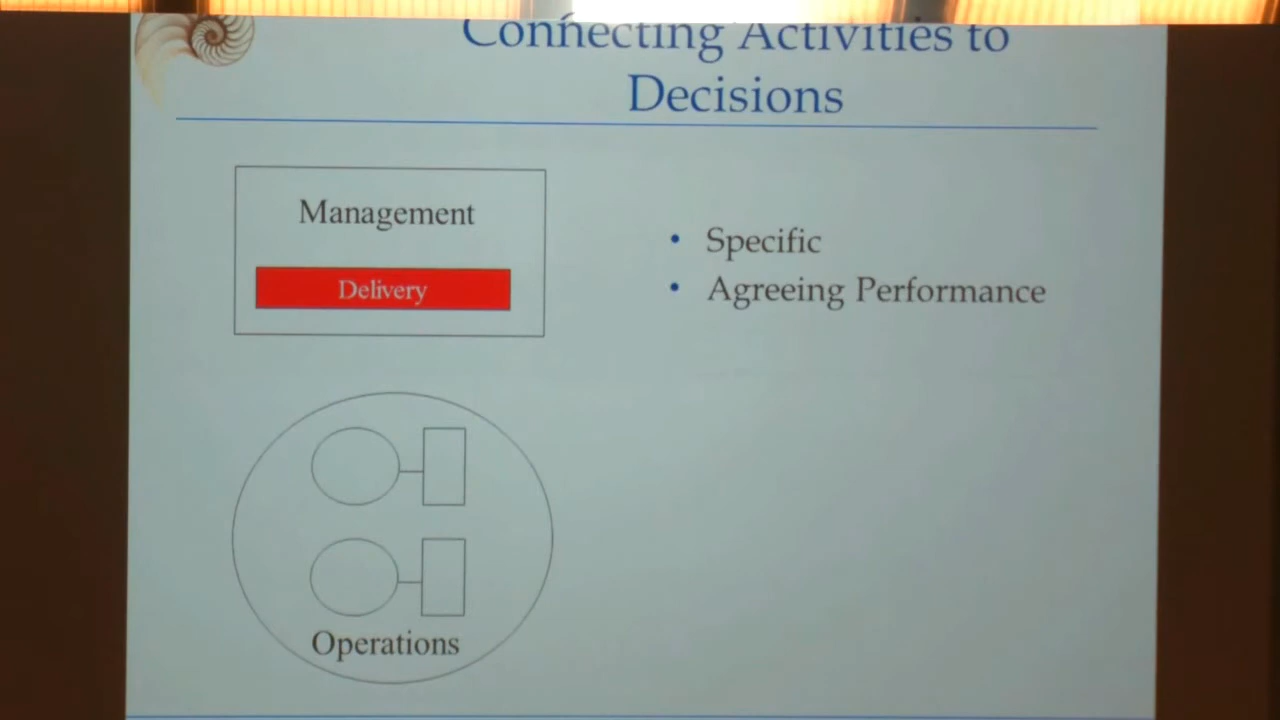 Connecting Activities to
Decisions
Management
Delivery
• Specific
• Agreeing Performance
Operations